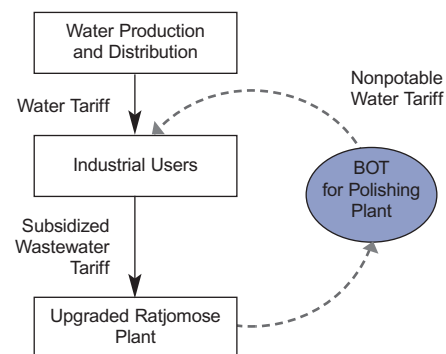 Water Production
and Distribution
Water Tariff
Nonpotable
Water Tariff
Industrial Users
BOT
for Polishing
Plant
Subsidized
Wastewater
Tariff
Upgraded Ratjomose
Plant